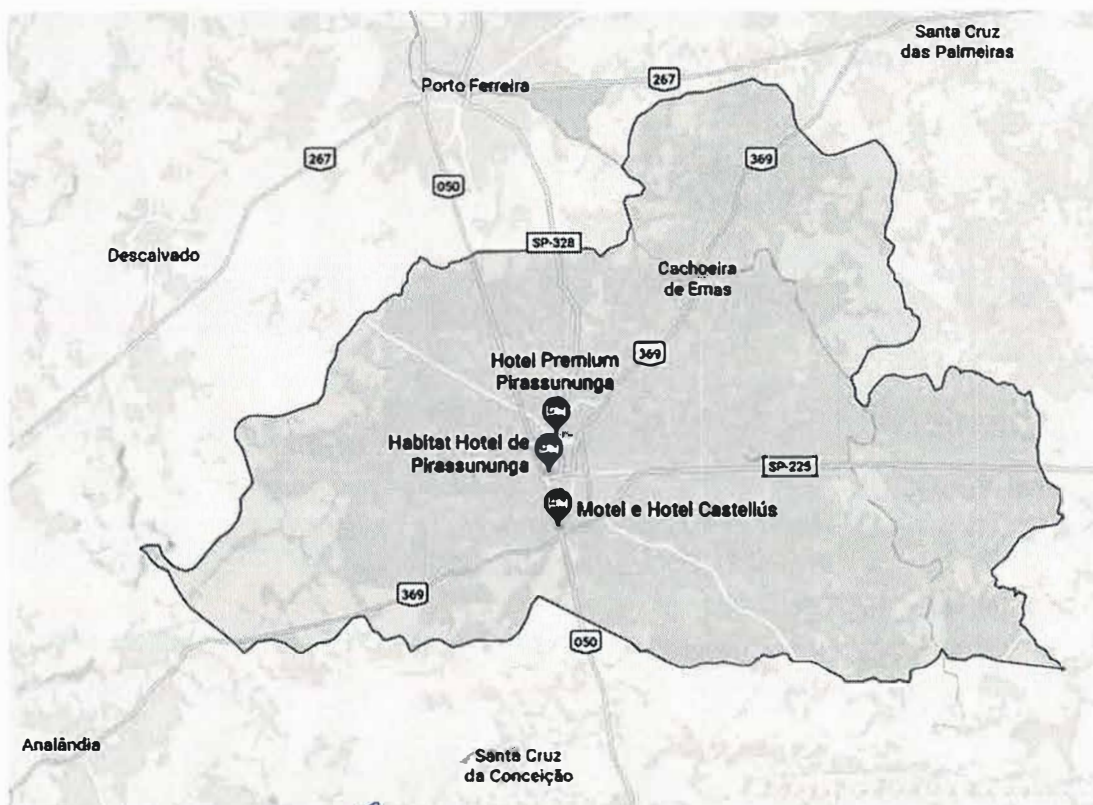 Santa Cruz
das Palmeiras
Porto Ferreira
267
267
369
050
SP-328
Descalvado
Cachoeira
de Emas
369
Hotel Premium
Pirassununga
Habitat Hotel de
Pirassununga
SP-225
Motel e Hotel Castellús
369
050
Analândia
Santa Cruz
da Conceição